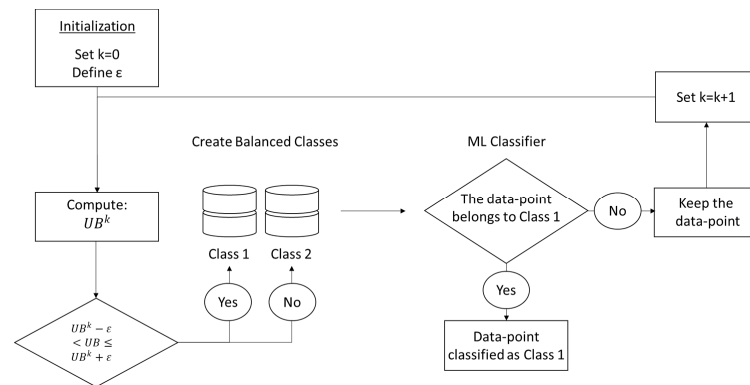 Initialization
Set k=0
Define ε
Set k=k+1
Create Balanced Classes
ML Classifier
Compute:
UB^k
The data-point
belongs to Class 1
No
Keep the
data-point
Class 1
Class 2
Yes
No
Yes
UB^k − ε
< UB ≤
UB^k + ε
Data-point
classified as Class 1